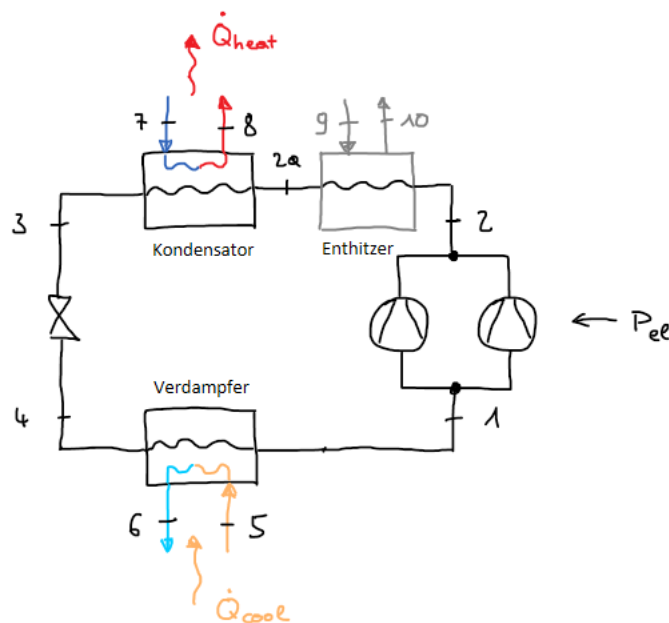 Q̇heat
7
8
2a
9
10
3
Kondensator
Enthitzer
2
Pel
Verdampfer
4
1
6
5
Q̇cool